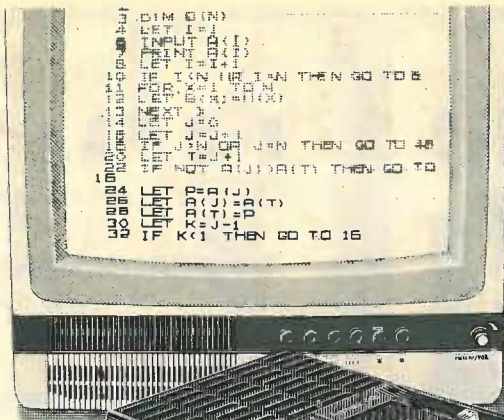 3 DIM B(N)
4 LET I=1
6 INPUT A(I)
7 PRINT A(I)
8 LET I=I+1
10 IF I<N OR I=N THEN GO TO 6
11 FOR X=1 TO N
12 LET B(X)=A(X)
13 NEXT X
14 LET J=0
16 LET J=J+1
IF J>N OR J=N THEN GO TO 48
20 LET T=J+1
22 IF NOT A(J)>A(T) THEN GO TO
16
24 LET P=A(J)
26 LET A(J)=A(T)
28 LET A(T)=P
30 LET K=J-1
32 IF K<1 THEN GO TO 16